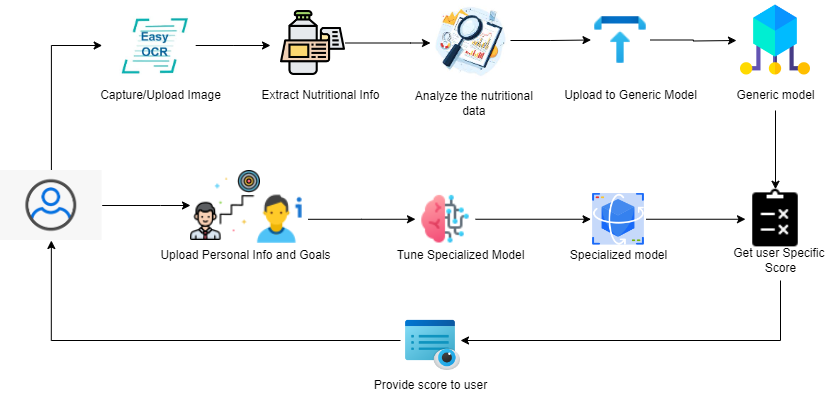 Easy
OCR
Capture/Upload Image
Extract Nutritional Info
Analyze the nutritional
data
Upload to Generic Model
Generic model
Upload Personal Info and Goals
Tune Specialized Model
Specialized model
Get user Specific
Score
Provide score to user